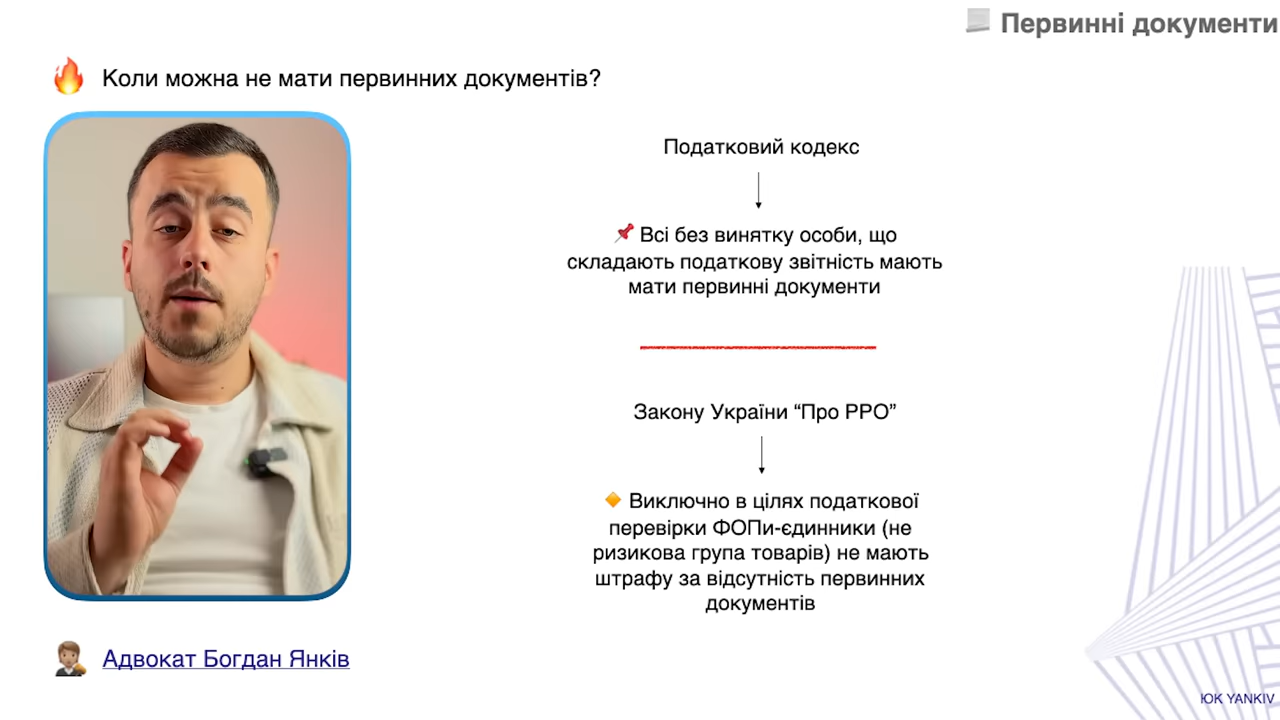 Первинні документи
Коли можна не мати первинних документів?
Податковий кодекс
Всі без винятку особи, що
складають податкову звітність мають
мати первинні документи
Закону України “Про РРО”
Виключно в цілях податкової
перевірки ФОПи-єдинники (не
ризикова група товарів) не мають
штрафу за відсутність первинних
документів
Адвокат Богдан Янків
ЮК YANKIV